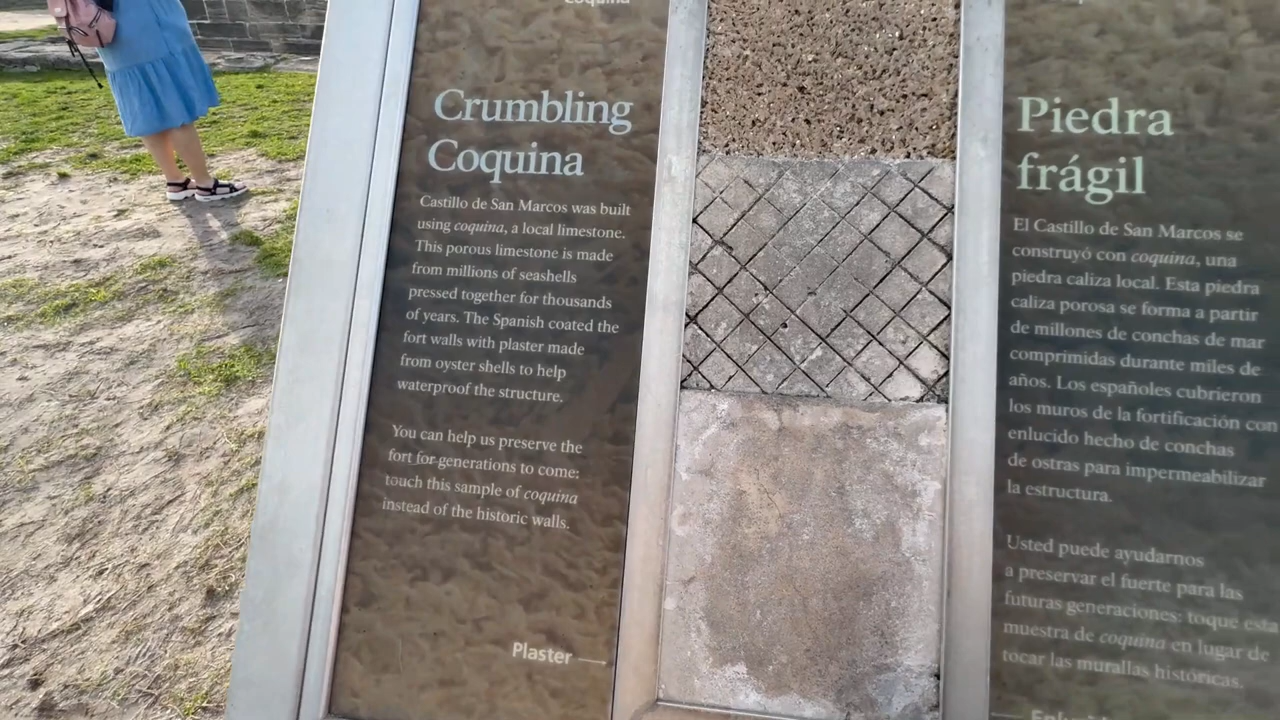 Coquina
Crumbling
Coquina
Castillo de San Marcos was built
using coquina, a local limestone.
This porous limestone is made
from millions of seashells
pressed together for thousands
of years. The Spanish coated the
fort walls with plaster made
from oyster shells to help
waterproof the structure.
You can help us preserve the
fort for generations to come:
touch this sample of coquina
instead of the historic walls.
Plaster
Piedra
frágil
El Castillo de San Marcos se
construyó con coquina, una
piedra caliza local. Esta piedra
caliza porosa se forma a partir
de millones de conchas de mar
comprimidas durante miles de
años. Los españoles cubrieron
los muros de la fortificación con
enlucido hecho de conchas
de ostras para impermeabilizar
la estructura.
Usted puede ayudarnos
a preservar el fuerte para las
futuras generaciones: toque esta
muestra de coquina en lugar de
tocar las murallas históricas.